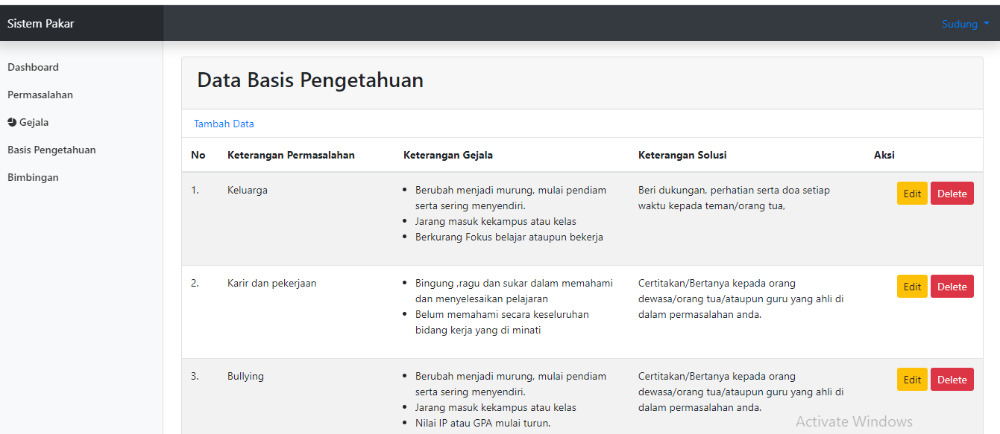 Sistem Pakar
Sudung
Dashboard
Permasalahan
Gejala
Basis Pengetahuan
Bimbingan
Data Basis Pengetahuan
Tambah Data
No Keterangan Permasalahan Keterangan Gejala Keterangan Solusi Aksi
1. Keluarga
Berubah menjadi murung, mulai pendiam
serta sering menyendiri.
Jarang masuk kekampus atau kelas
Berkurang Fokus belajar ataupun bekerja
Beri dukungan, perhatian serta doa setiap
waktu kepada teman/orang tua,
Edit Delete
2. Karir dan pekerjaan
Bingung ,ragu dan sukar dalam memahami
dan menyelesaikan pelajaran
Belum memahami secara keseluruhan
bidang kerja yang di minati
Certitakan/Bertanya kepada orang
dewasa/orang tua/ataupun guru yang ahli di
dalam permasalahan anda.
Edit Delete
3. Bullying
Berubah menjadi murung, mulai pendiam
serta sering menyendiri.
Jarang masuk kekampus atau kelas
Nilai IP atau GPA mulai turun.
Certitakan/Bertanya kepada orang
dewasa/orang tua/ataupun guru yang ahli di
dalam permasalahan anda.
Edit Delete
Activate Windows